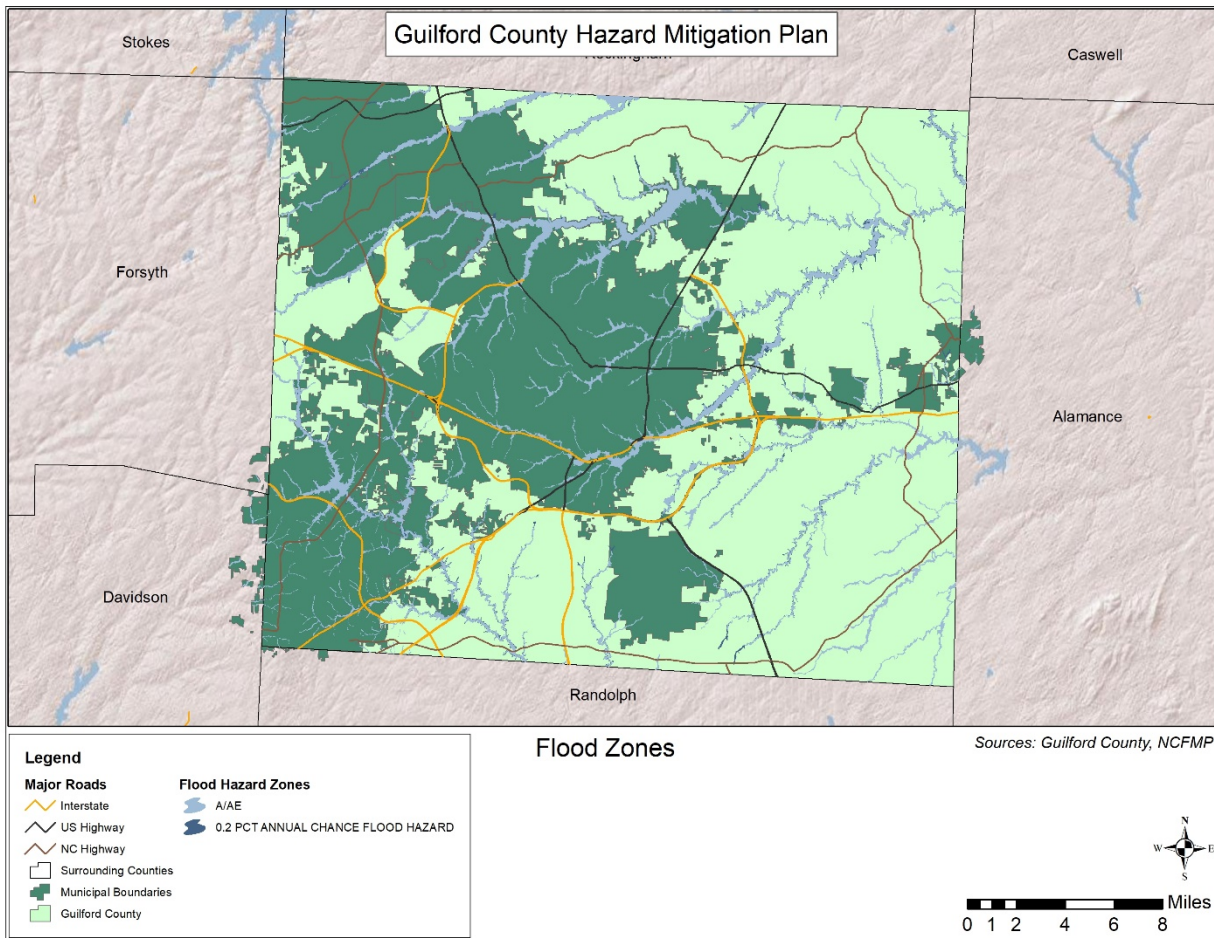 Stokes
Guilford County Hazard Mitigation Plan
Rockingham
Caswell
Forsyth
Alamance
Davidson
Randolph
Flood Zones
Sources: Guilford County, NCFMP
Legend
Major Roads
Interstate
US Highway
NC Highway
Surrounding Counties
Municipal Boundaries
Guilford County
Flood Hazard Zones
A/AE
0.2 PCT ANNUAL CHANCE FLOOD HAZARD
N
W E
S
Miles
0 1 2 4 6 8